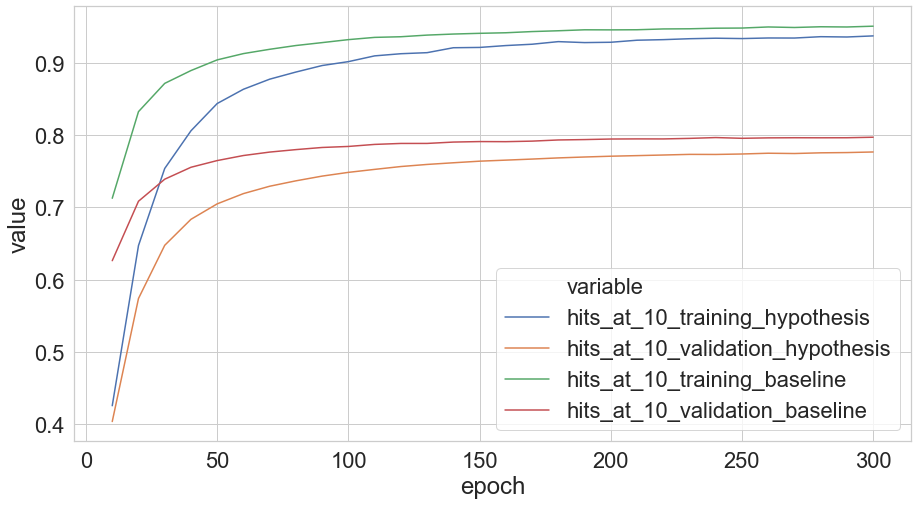 0.9
0.8
0.7
0.6
0.5
0.4
value
0
50
100
150
200
250
300
epoch
variable
hits_at_10_training_hypothesis
hits_at_10_validation_hypothesis
hits_at_10_training_baseline
hits_at_10_validation_baseline